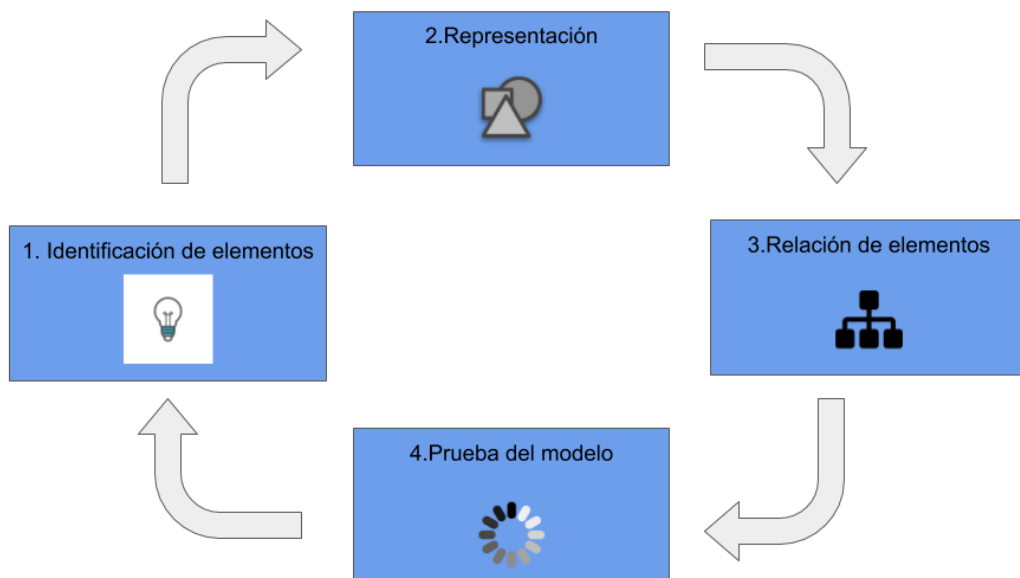 2.Representación
1. Identificación de elementos
3.Relación de elementos
4.Prueba del modelo